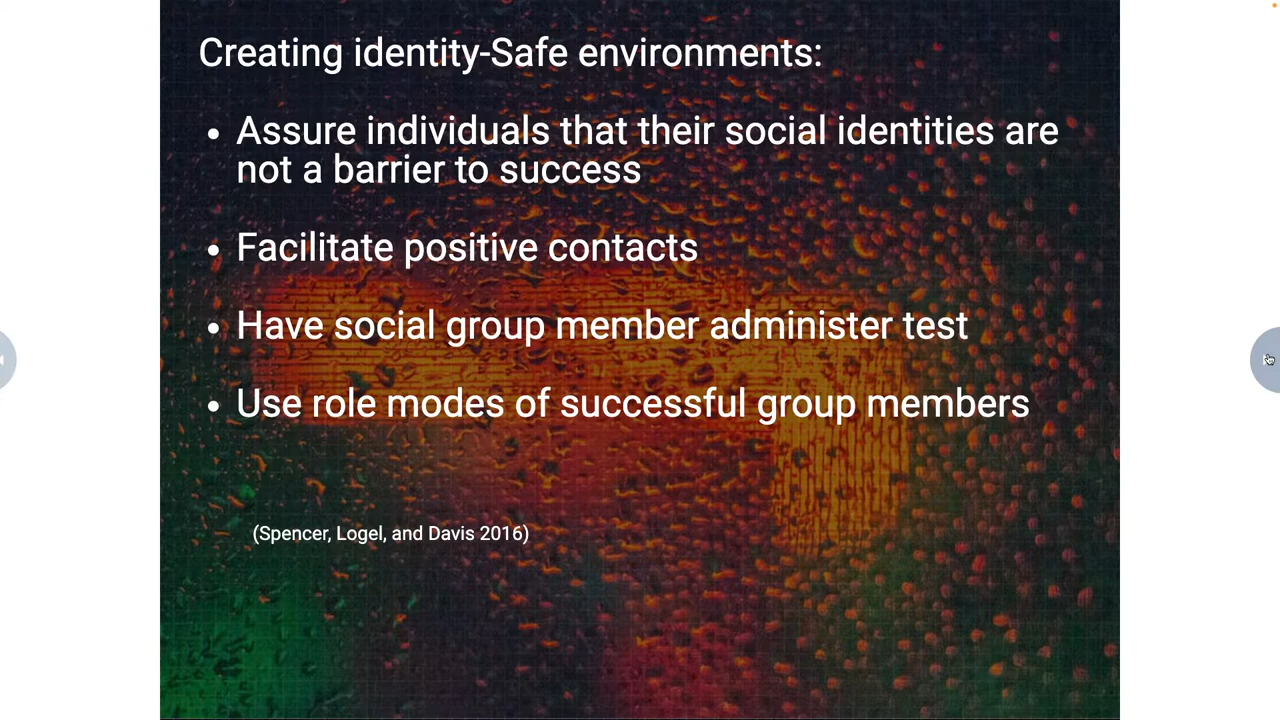 Creating identity-Safe environments:
• Assure individuals that their social identities are
not a barrier to success
• Facilitate positive contacts
• Have social group member administer test
• Use role modes of successful group members
(Spencer, Logel, and Davis 2016)